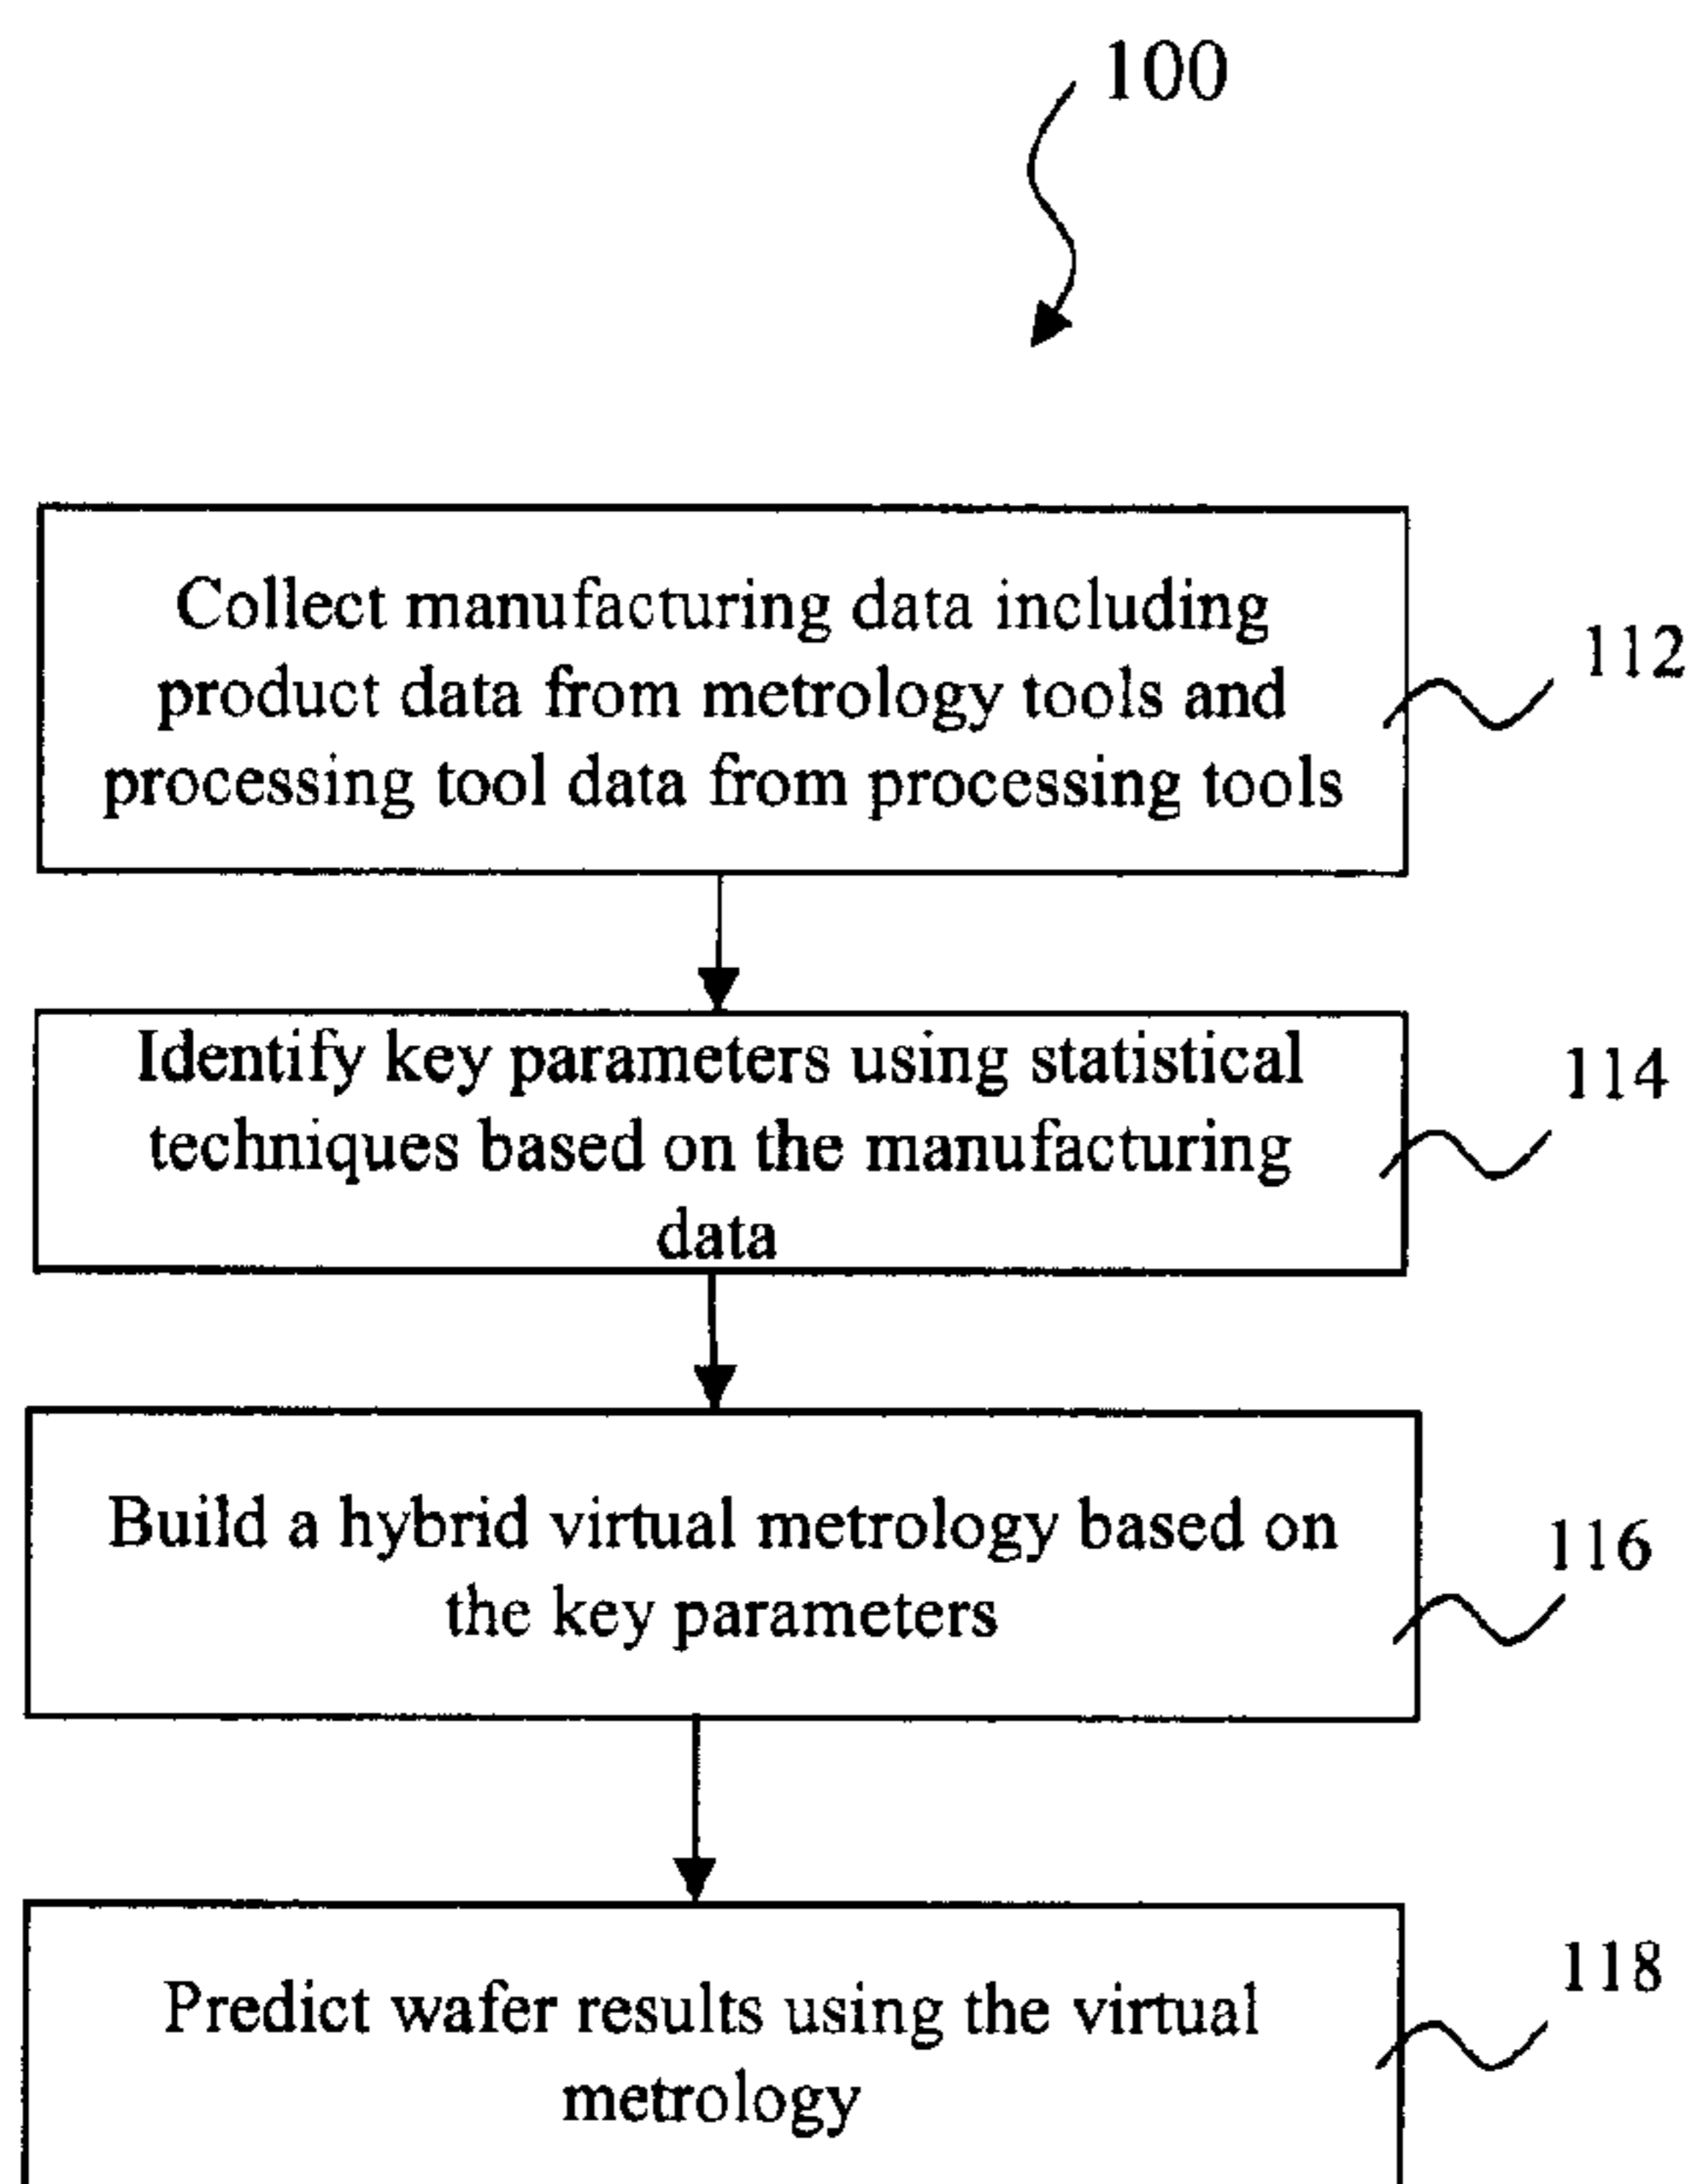 100
Collect manufacturing data including
product data from metrology tools and
processing tool data from processing tools
112
Identify key parameters using statistical
techniques based on the manufacturing
data
114
Build a hybrid virtual metrology based on
the key parameters
116
Predict wafer results using the virtual
metrology
118